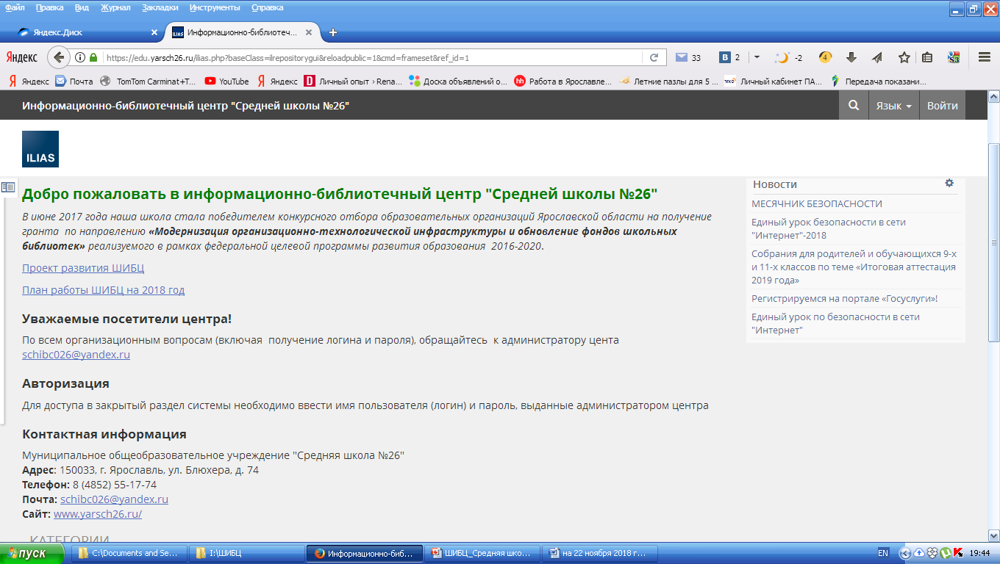 Файл Правка Вид Журнал Закладки Инструменты Справка
Яндекс.Диск Информационно-библиотеч...
Яндекс https://edu.yarsch26.ru/ilias.php?baseClass=ilrepositorygui&reloadpublic=1&cmd=frameset&ref_id=1 33 2 -2 4
Яндекс Почта TomTom Carminat+T... YouTube Яндекс Личный опыт › Rena... Доска объявлений о... Работа в Ярославле... Летние пазлы для 5 ... Личный кабинет ПА... Передача показани...
Информационно-библиотечный центр "Средней школы №26" Язык Войти
ILIAS
Добро пожаловать в информационно-библиотечный центр "Средней школы №26"
В июне 2017 года наша школа стала победителем конкурсного отбора образовательных организаций Ярославской области на получение
гранта по направлению «Модернизация организационно-технологической инфраструктуры и обновление фондов школьных
библиотек» реализуемого в рамках федеральной целевой программы развития образования 2016-2020.
Проект развития ШИБЦ
План работы ШИБЦ на 2018 год
Уважаемые посетители центра!
По всем организационным вопросам (включая получение логина и пароля), обращайтесь к администратору цента
schibc026@yandex.ru
Авторизация
Для доступа в закрытый раздел системы необходимо ввести имя пользователя (логин) и пароль, выданные администратором центра
Контактная информация
Муниципальное общеобразовательное учреждение "Средняя школа №26"
Адрес: 150033, г. Ярославль, ул. Блюхера, д. 74
Телефон: 8 (4852) 55-17-74
Почта: schibc026@yandex.ru
Сайт: www.yarsch26.ru/
КАТЕГОРИИ
Новости
МЕСЯЧНИК БЕЗОПАСНОСТИ
Единый урок безопасности в сети
"Интернет"-2018
Собрания для родителей и обучающихся 9-х
и 11-х классов по теме «Итоговая аттестация
2019 года»
Регистрируемся на портале «Госуслуги»!
Единый урок по безопасности в сети
"Интернет"
пуск C:\Documents and Se... I:\ШИБЦ Информационно-биб... ШИБЦ_Средняя шко... на 22 ноября 2018 г... EN 19:44